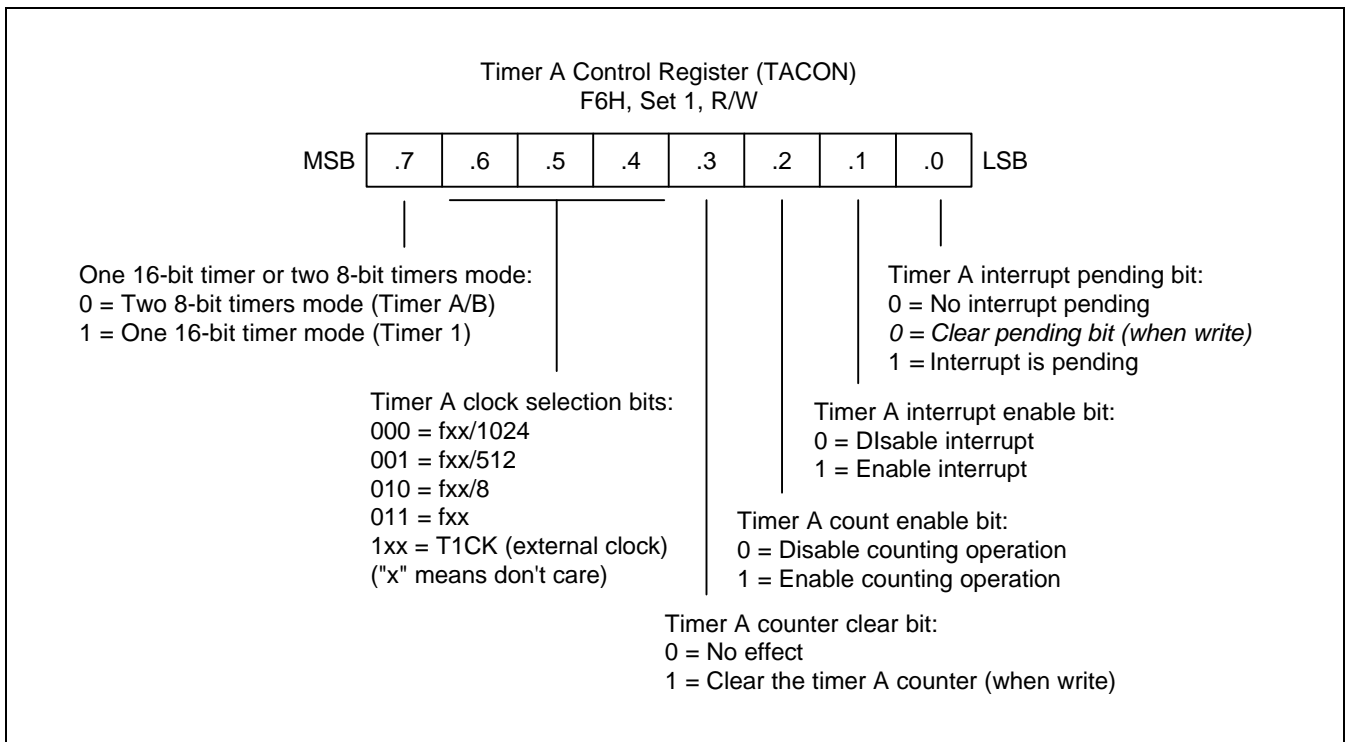 Timer A Control Register (TACON)
F6H, Set 1, R/W
MSB .7 .6 .5 .4 .3 .2 .1 .0 LSB
One 16-bit timer or two 8-bit timers mode:
0 = Two 8-bit timers mode (Timer A/B)
1 = One 16-bit timer mode (Timer 1)
Timer A interrupt pending bit:
0 = No interrupt pending
0 = Clear pending bit (when write)
1 = Interrupt is pending
Timer A clock selection bits:
000 = fxx/1024
001 = fxx/512
010 = fxx/8
011 = fxx
1xx = T1CK (external clock)
("x" means don't care)
Timer A interrupt enable bit:
0 = DIsable interrupt
1 = Enable interrupt
Timer A count enable bit:
0 = Disable counting operation
1 = Enable counting operation
Timer A counter clear bit:
0 = No effect
1 = Clear the timer A counter (when write)